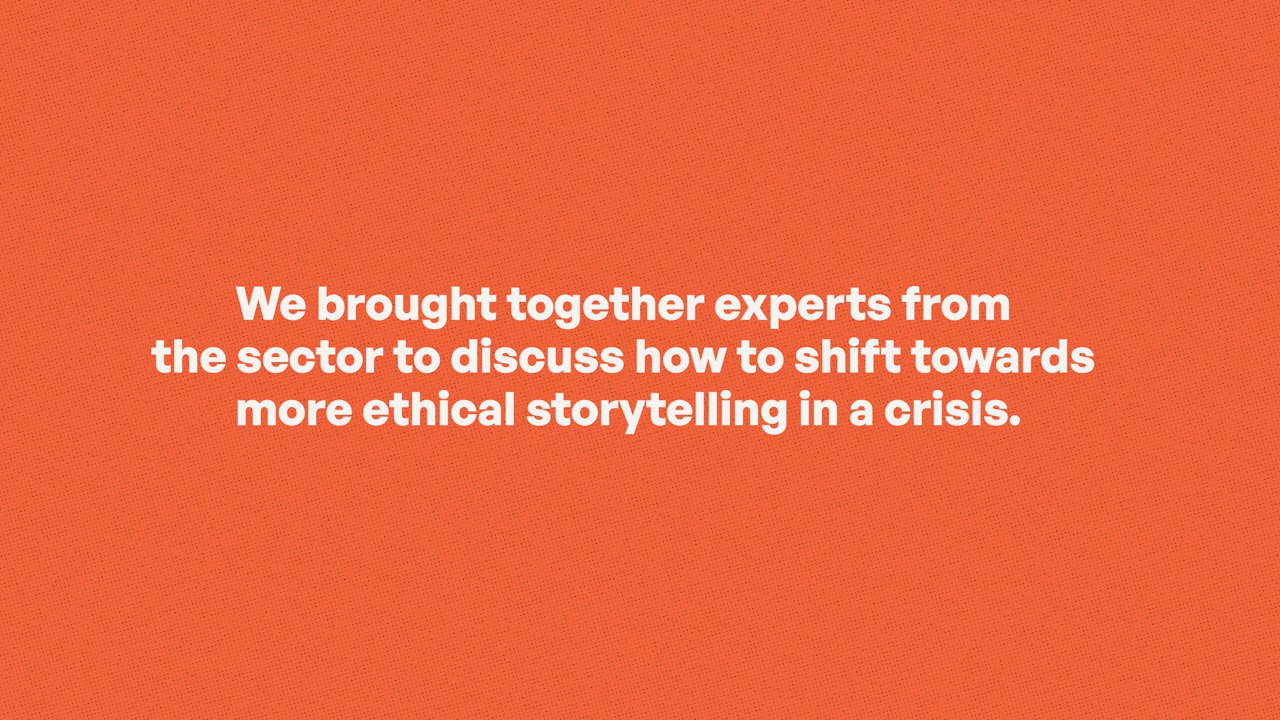 We brought together experts from
the sector to discuss how to shift towards
more ethical storytelling in a crisis.